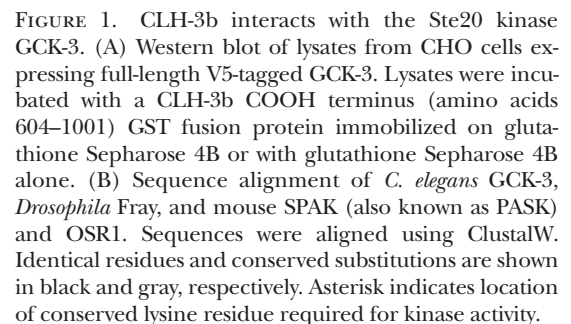 FIGURE 1. CLH-3b interacts with the Ste20 kinase
GCK-3. (A) Western blot of lysates from CHO cells ex-
pressing full-length V5-tagged GCK-3. Lysates were incu-
bated with a CLH-3b COOH terminus (amino acids
604–1001) GST fusion protein immobilized on gluta-
thione Sepharose 4B or with glutathione Sepharose 4B
alone. (B) Sequence alignment of C. elegans GCK-3,
Drosophila Fray, and mouse SPAK (also known as PASK)
and OSR1. Sequences were aligned using ClustalW.
Identical residues and conserved substitutions are shown
in black and gray, respectively. Asterisk indicates location
of conserved lysine residue required for kinase activity.